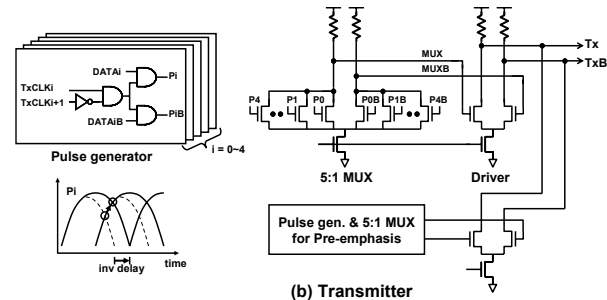 DATAi
Pi
TxCLKi
TxCLKi+1
DATAiB
PiB
Pulse generator
i = 0~4
Pi
inv delay
time
MUX
MUXB
Tx
TxB
P4
P1
P0
P0B
P1B
P4B
5:1 MUX
Driver
Pulse gen. & 5:1 MUX
for Pre-emphasis
(b) Transmitter